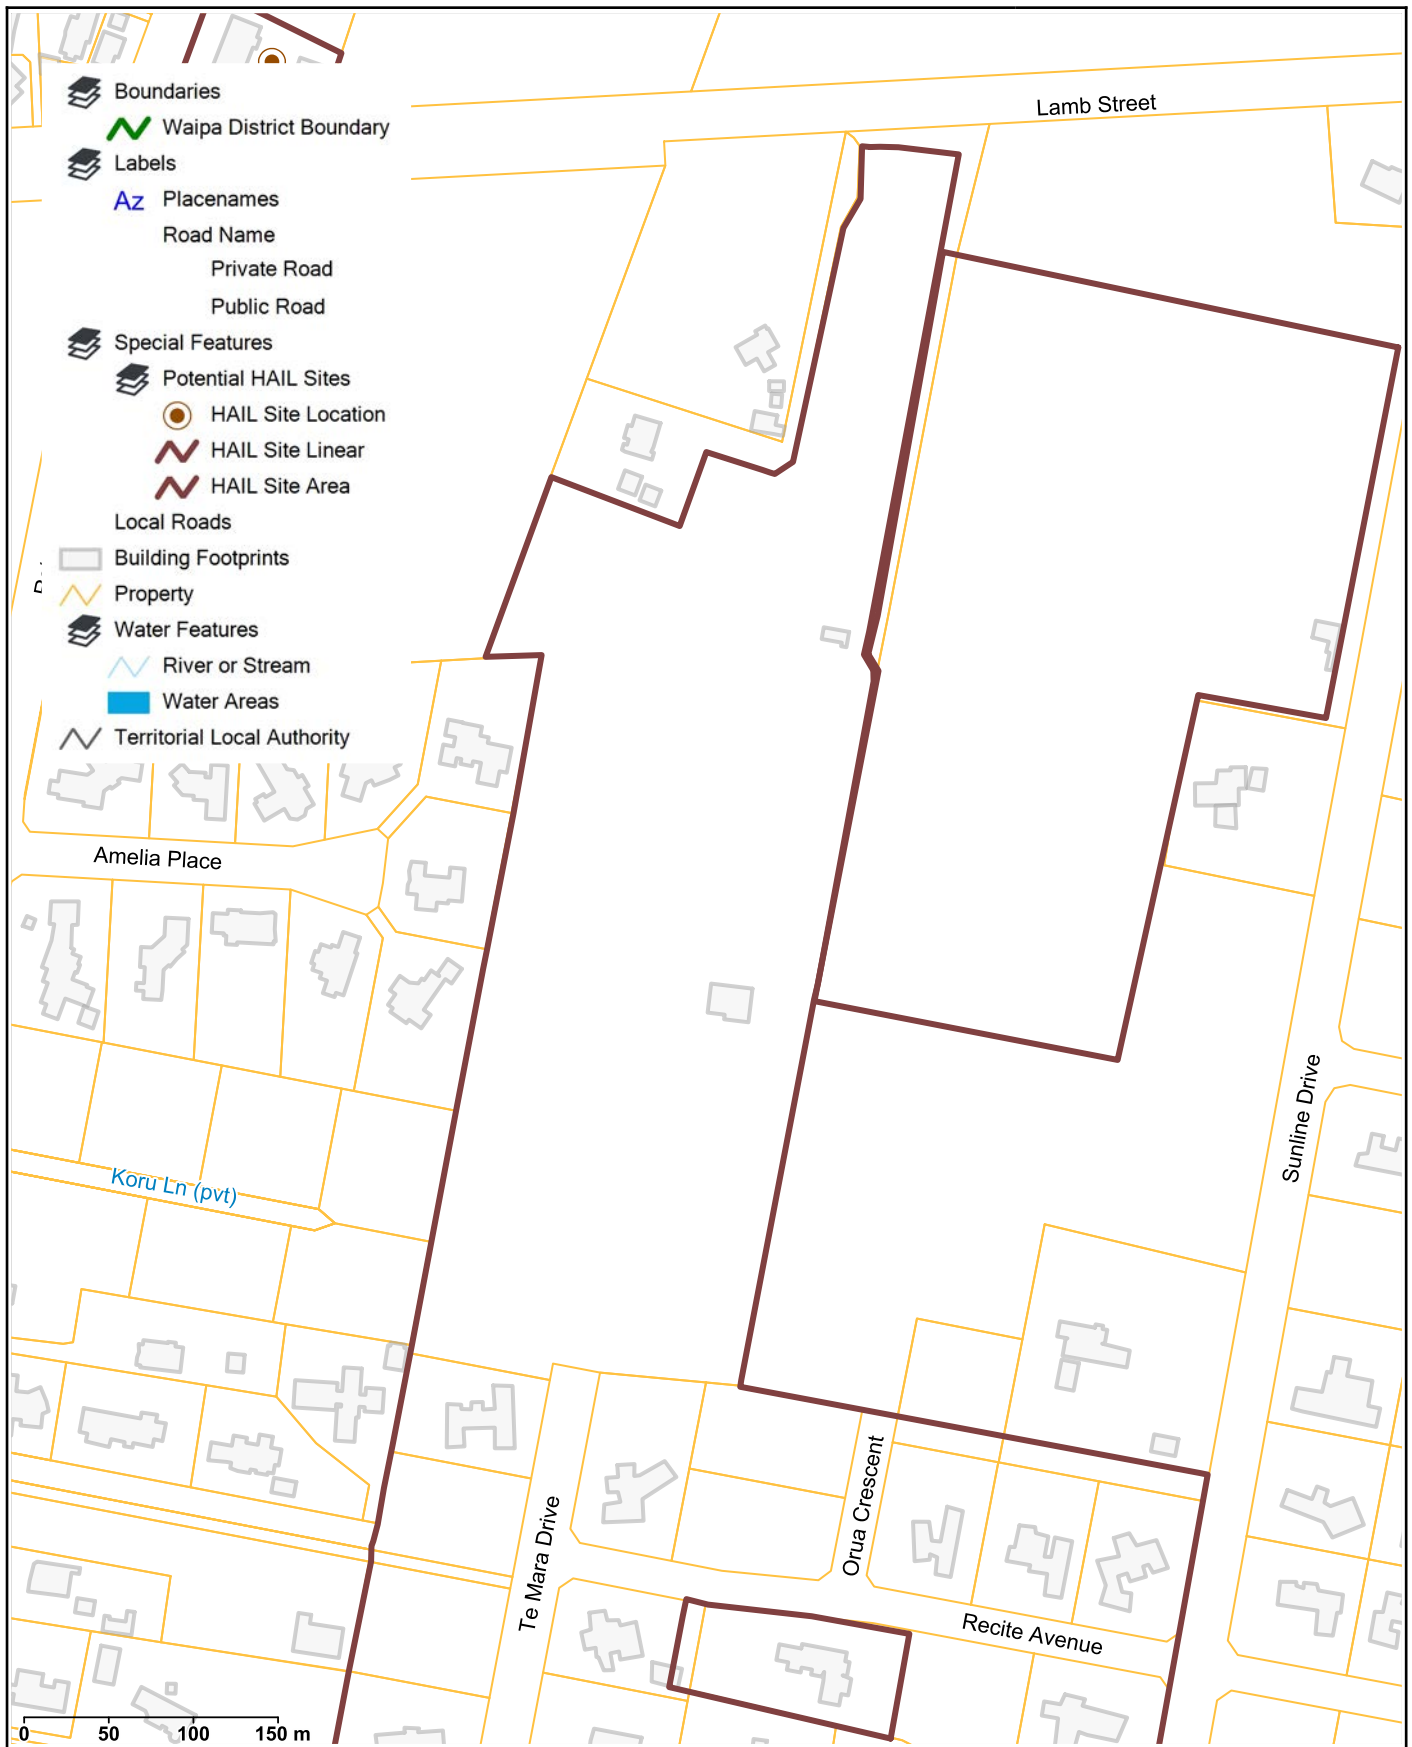 Lamb Street
Boundaries
Waipa District Boundary
Labels
Az Placenames
Road Name
Private Road
Public Road
Special Features
Potential HAIL Sites
HAIL Site Location
HAIL Site Linear
HAIL Site Area
Local Roads
Building Footprints
Property
Water Features
River or Stream
Water Areas
Territorial Local Authority
Amelia Place
Koru Ln (pvt)
Sunline Drive
Orua Crescent
Te Mara Drive
Recite Avenue
0 50 100 150 m